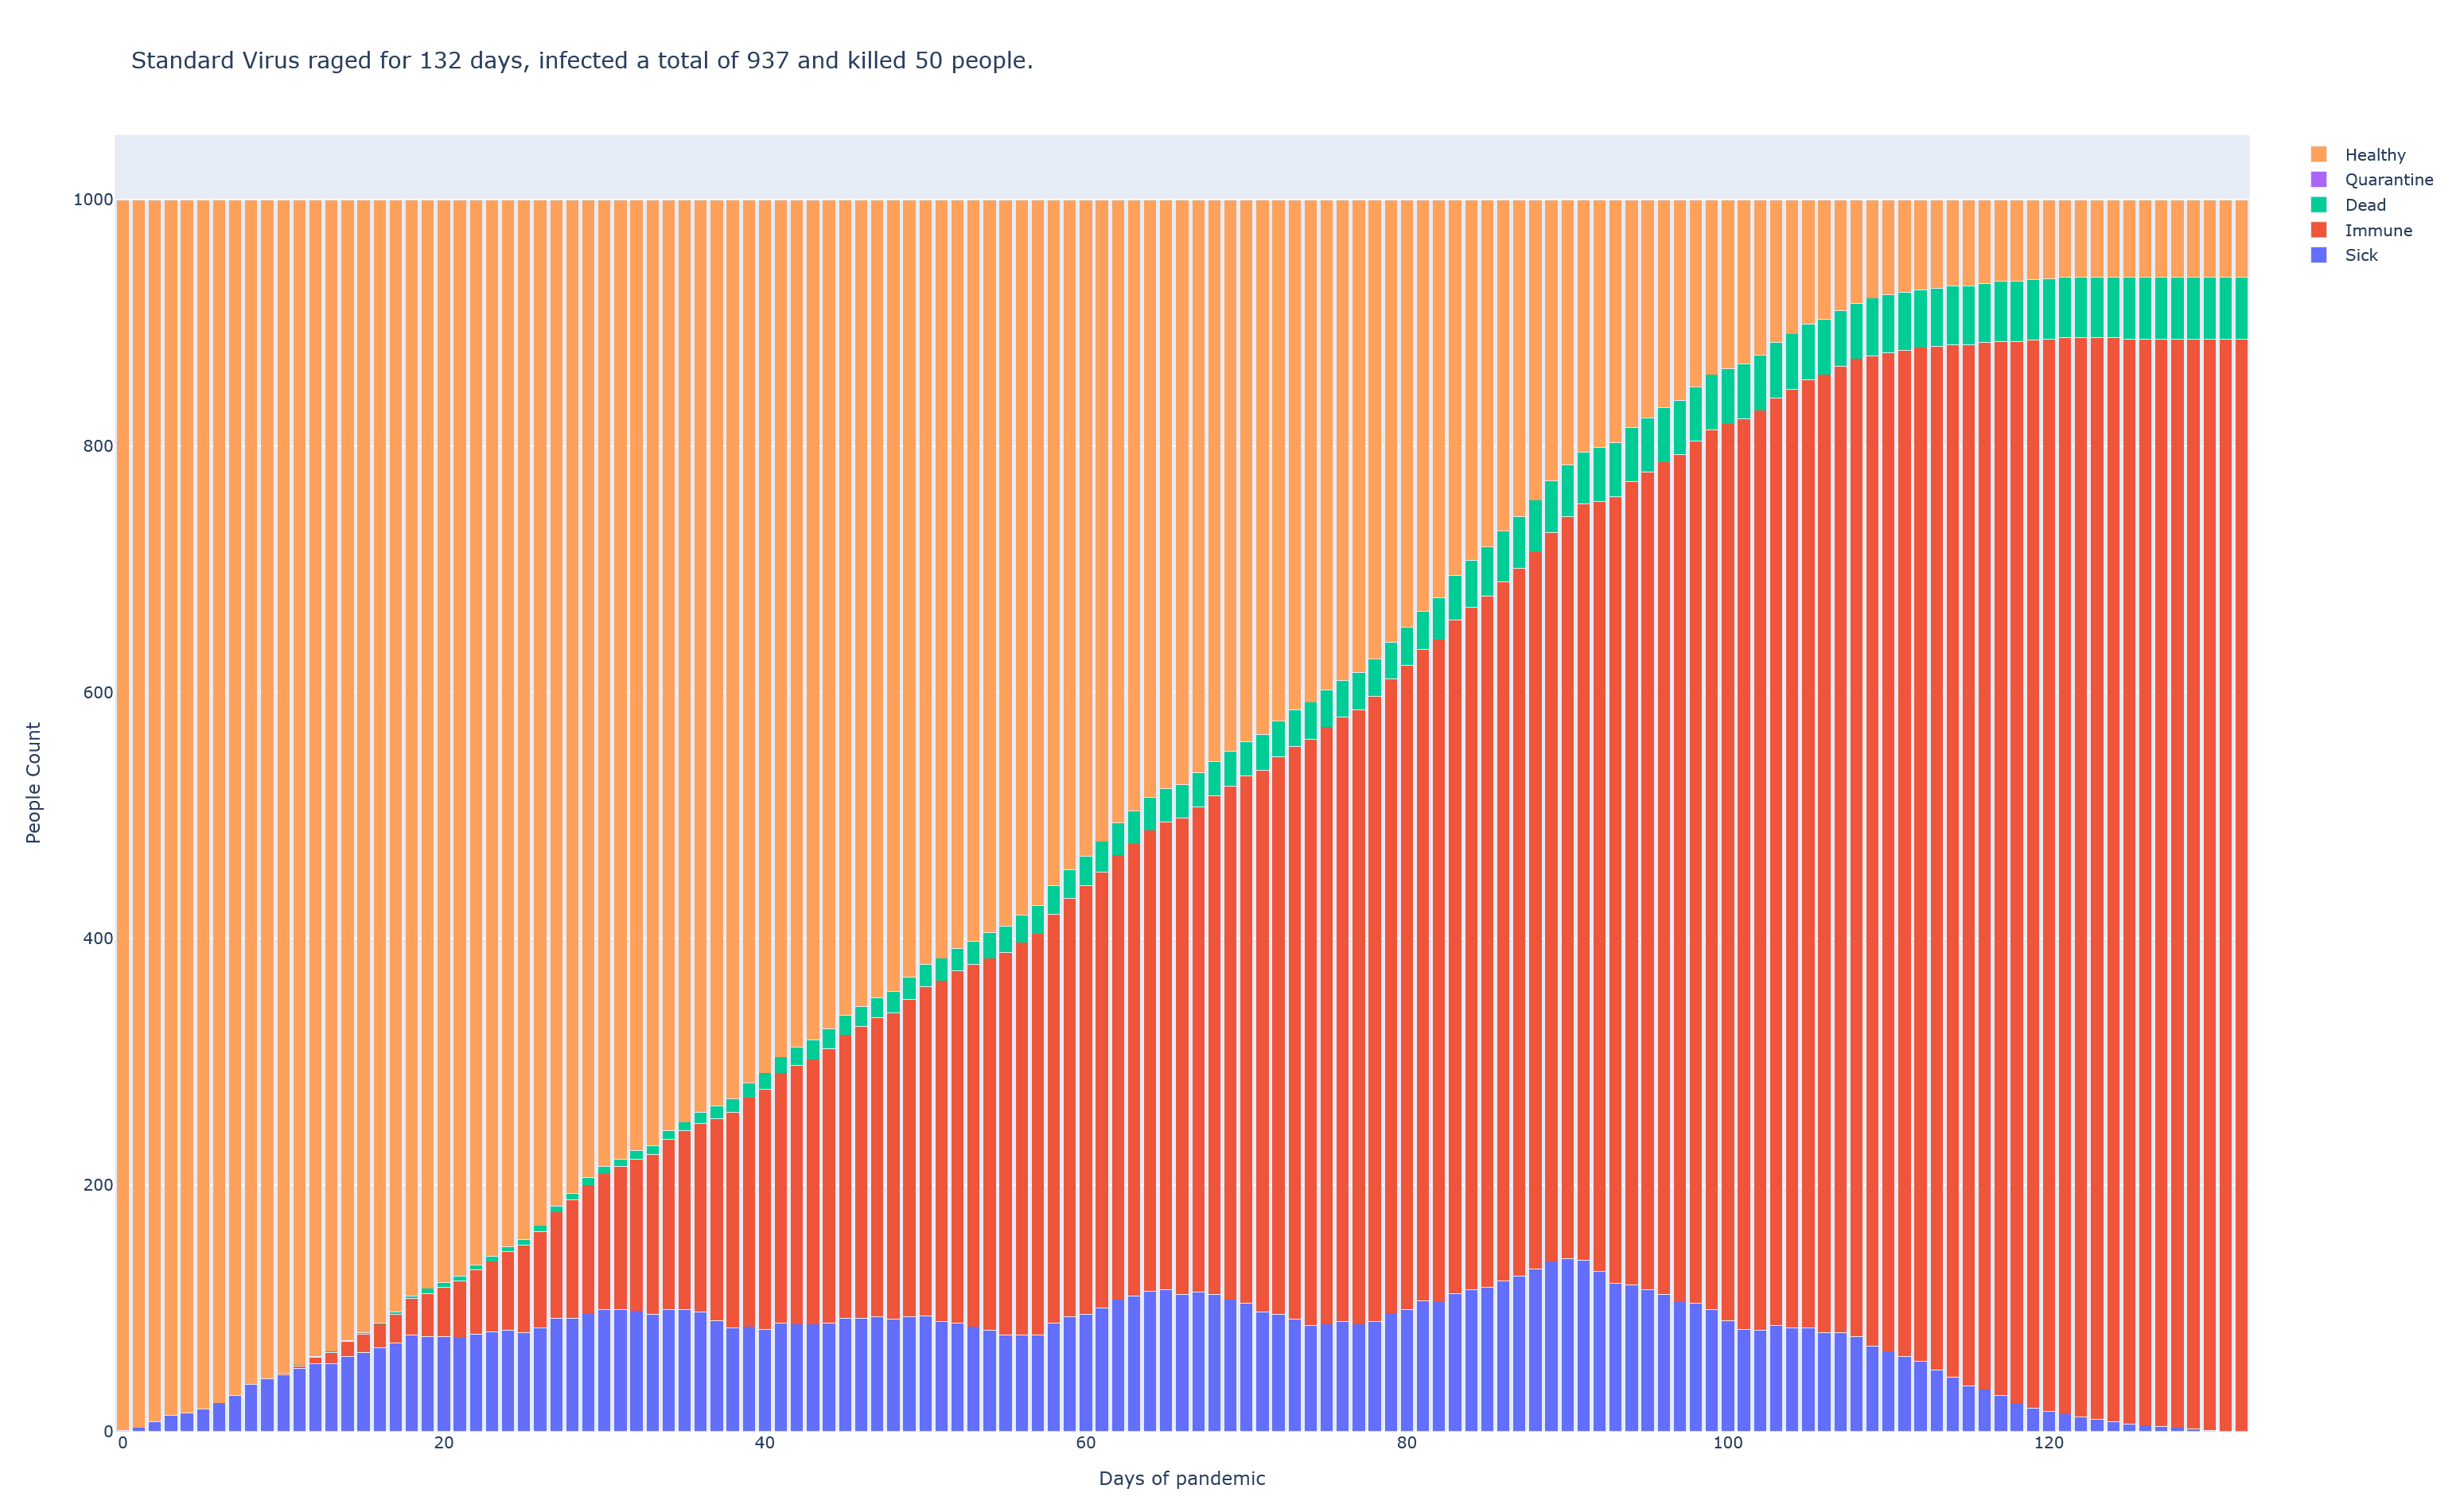 Standard Virus raged for 132 days, infected a total of 937 and killed 50 people.
Healthy
Quarantine
Dead
Immune
Sick
1000
800
600
400
200
0
People Count
0 20 40 60 80 100 120
Days of pandemic